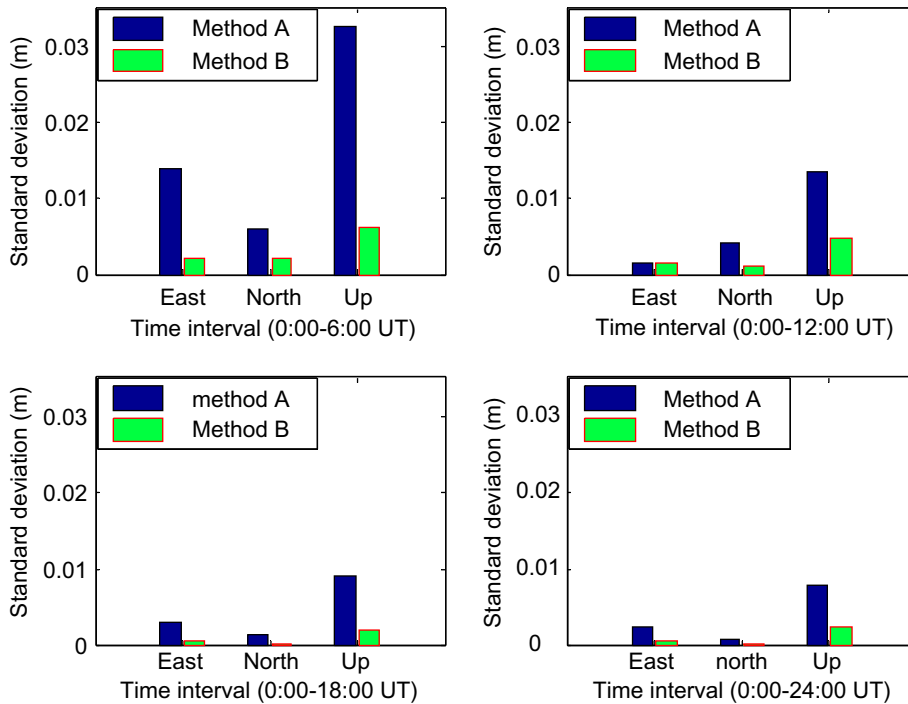 Standard deviation (m)
0.03
0.02
0.01
0
Method A
Method B
East North Up
Time interval (0:00-6:00 UT)
Standard deviation (m)
0.03
0.02
0.01
0
Method A
Method B
East North Up
Time interval (0:00-12:00 UT)
Standard deviation (m)
0.03
0.02
0.01
0
method A
Method B
East North Up
Time interval (0:00-18:00 UT)
Standard deviation (m)
0.03
0.02
0.01
0
Method A
Method B
East north Up
Time interval (0:00-24:00 UT)